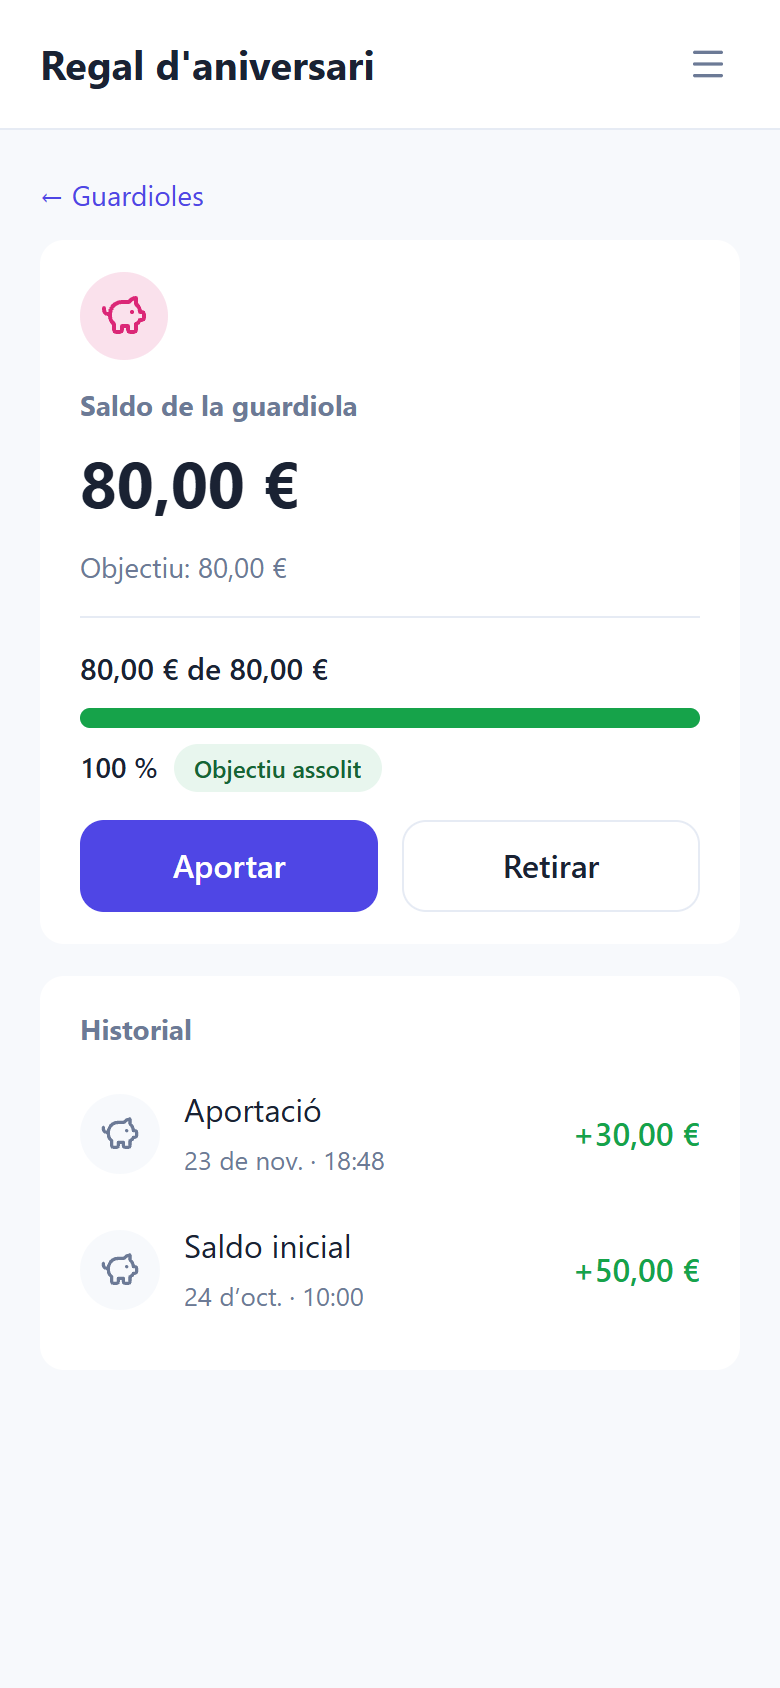 Regal d'aniversari
← Guardioles
Saldo de la guardiola
80,00 €
Objectiu: 80,00 €
80,00 € de 80,00 €
100 % Objectiu assolit
Aportar Retirar
Historial
Aportació
23 de nov. · 18:48
+30,00 €
Saldo inicial
24 d’oct. · 10:00
+50,00 €